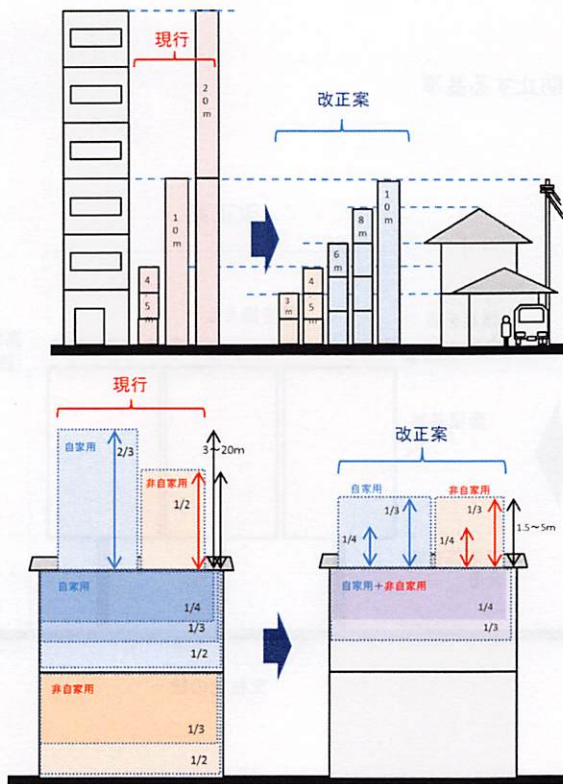 現行
20m
改正案
10m
10m
8m
6m
4.5m
3m
4.5m
現行
自家用
2/3
3~20m
非自家用
1/2
自家用
1/4
1/3
1/2
非自家用
1/3
1/2
改正案
自家用
非自家用
1/3
1/3
1/4
1/4
1.5~5m
自家用+非自家用
1/4
1/3